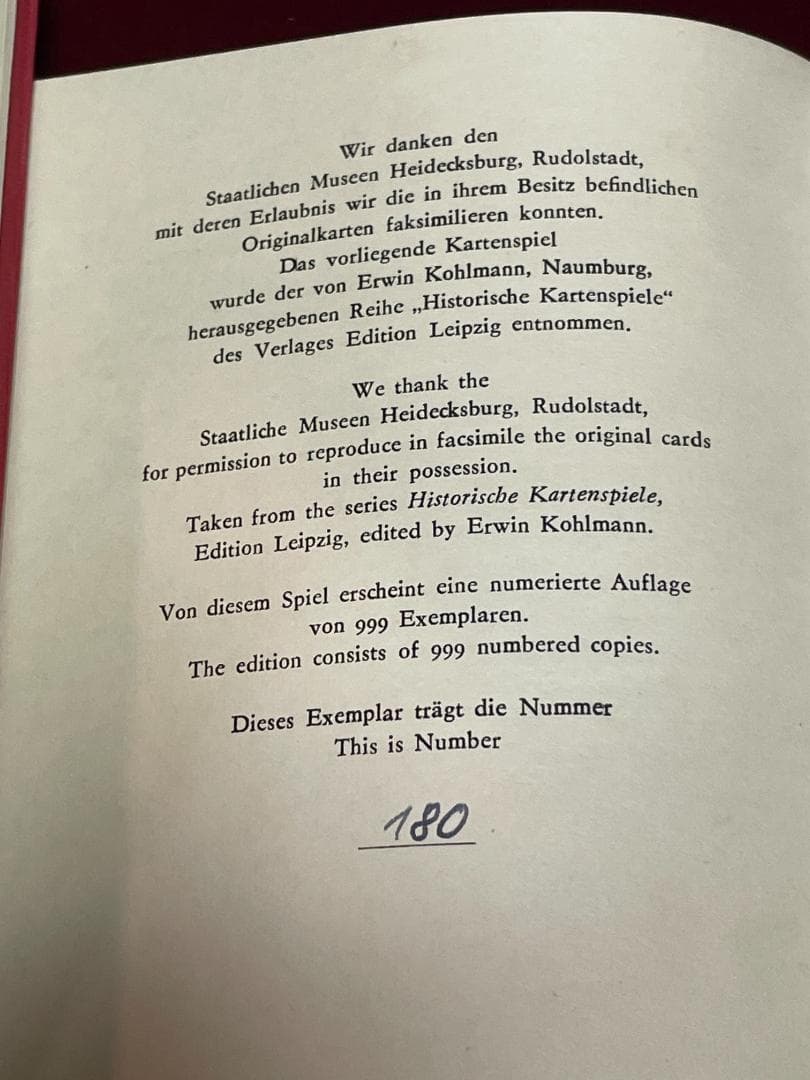 Wir danken den
Staatlichen Museen Heidecksburg, Rudolstadt,
mit deren Erlaubnis wir die in ihrem Besitz befindlichen
Originalkarten faksimilieren konnten.
Das vorliegende Kartenspiel
wurde der von Erwin Kohlmann, Naumburg,
herausgegebenen Reihe „Historische Kartenspiele“
des Verlages Edition Leipzig entnommen.
We thank the
Staatliche Museen Heidecksburg, Rudolstadt,
for permission to reproduce in facsimile the original cards
in their possession.
Taken from the series Historische Kartenspiele,
Edition Leipzig, edited by Erwin Kohlmann.
Von diesem Spiel erscheint eine numerierte Auflage
von 999 Exemplaren.
The edition consists of 999 numbered copies.
Dieses Exemplar trägt die Nummer
This is Number
180